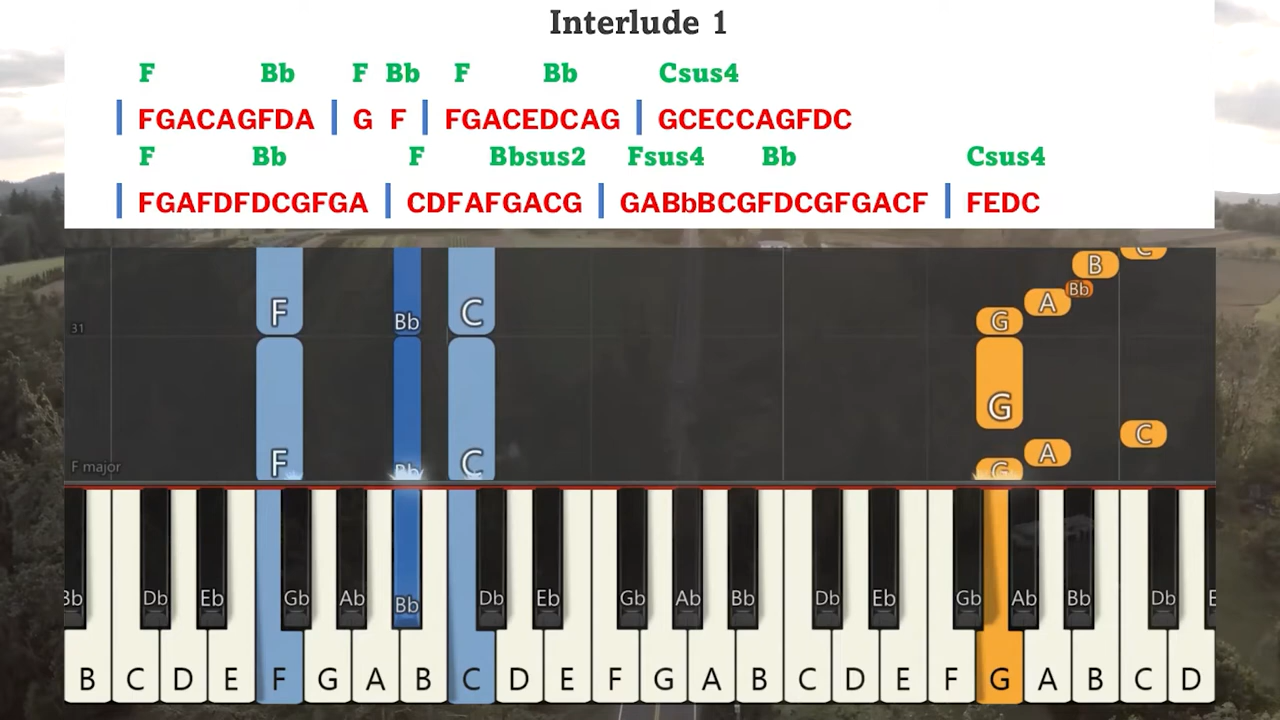 Interlude 1
F Bb F Bb F Bb Csus4
| FGACAGFDA | G F | FGACEDCAG | GCECCAGFDC
F Bb F Bbsus2 Fsus4 Bb Csus4
| FGAFDFDCGFGA | CDFAFGACG | GABbBCGFDCGFGACF | FEDC
C
B
Bb
A
F Bb C G
31
G
C
A
F major F Bb C G
Bb Db Eb Gb Ab Bb Db Eb Gb Ab Bb Db Eb Gb Ab Bb Db E
B C D E F G A B C D E F G A B C D E F G A B C D